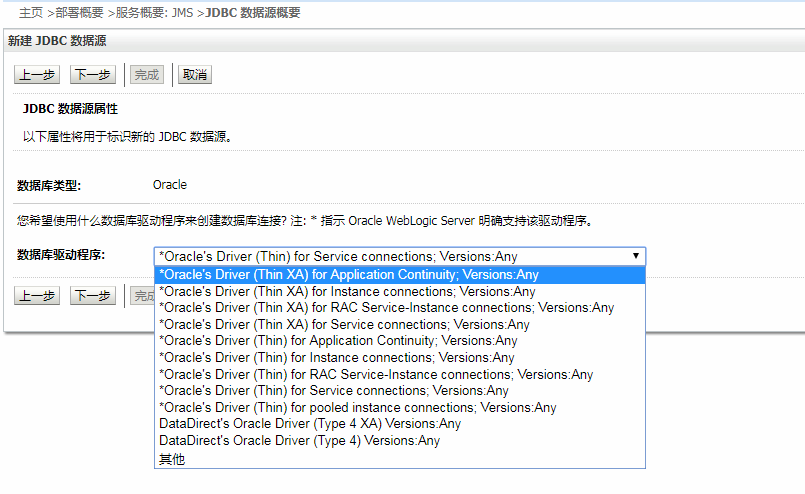 主页 >部署概要 >服务概要: JMS >JDBC 数据源概要
新建 JDBC 数据源
上一步 下一步 完成 取消
JDBC 数据源属性
以下属性将用于标识新的 JDBC 数据源。
数据库类型: Oracle
您希望使用什么数据库驱动程序来创建数据库连接? 注: * 指示 Oracle WebLogic Server 明确支持该驱动程序。
数据库驱动程序: *Oracle's Driver (Thin) for Service connections; Versions:Any
*Oracle's Driver (Thin XA) for Application Continuity; Versions:Any
上一步 下一步 完成
*Oracle's Driver (Thin XA) for Instance connections; Versions:Any
*Oracle's Driver (Thin XA) for RAC Service-Instance connections; Versions:Any
*Oracle's Driver (Thin XA) for Service connections; Versions:Any
*Oracle's Driver (Thin) for Application Continuity; Versions:Any
*Oracle's Driver (Thin) for Instance connections; Versions:Any
*Oracle's Driver (Thin) for RAC Service-Instance connections; Versions:Any
*Oracle's Driver (Thin) for Service connections; Versions:Any
*Oracle's Driver (Thin) for pooled instance connections; Versions:Any
DataDirect's Oracle Driver (Type 4 XA) Versions:Any
DataDirect's Oracle Driver (Type 4) Versions:Any
其他